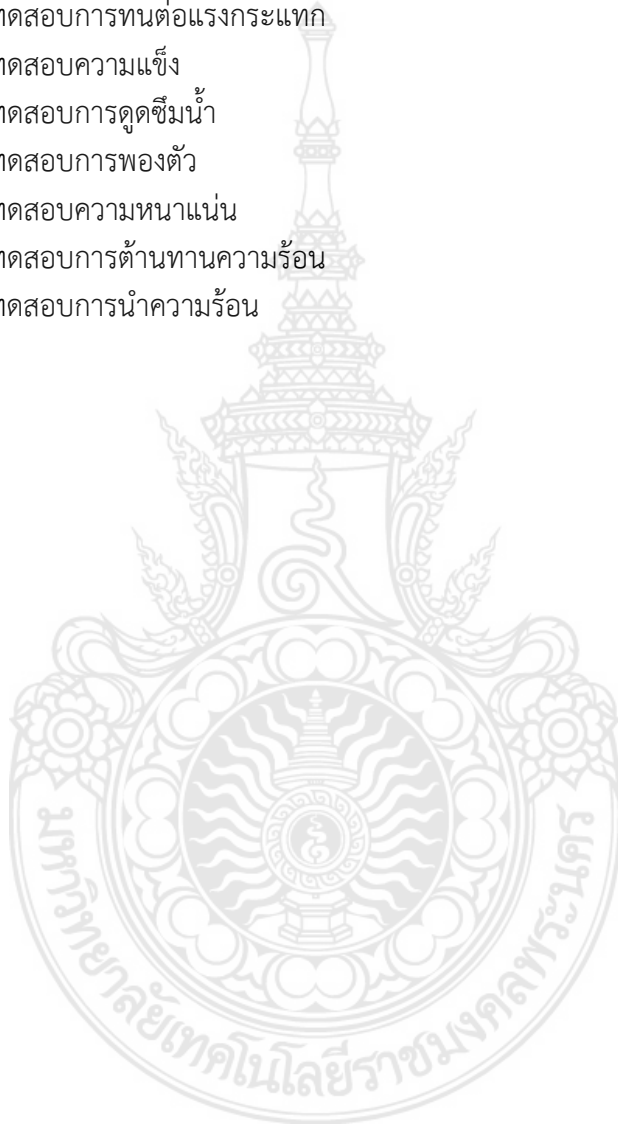 ทดสอบการทนต่อแรงกระแทก
ทดสอบความแข็ง
ทดสอบการดูดซึมน้ำ
ทดสอบการพองตัว
ทดสอบความหนาแน่น
ทดสอบการต้านทานความร้อน
ทดสอบการนำความร้อน
มหาวิทยาลัยเทคโนโลยีราชมงคลพระนคร